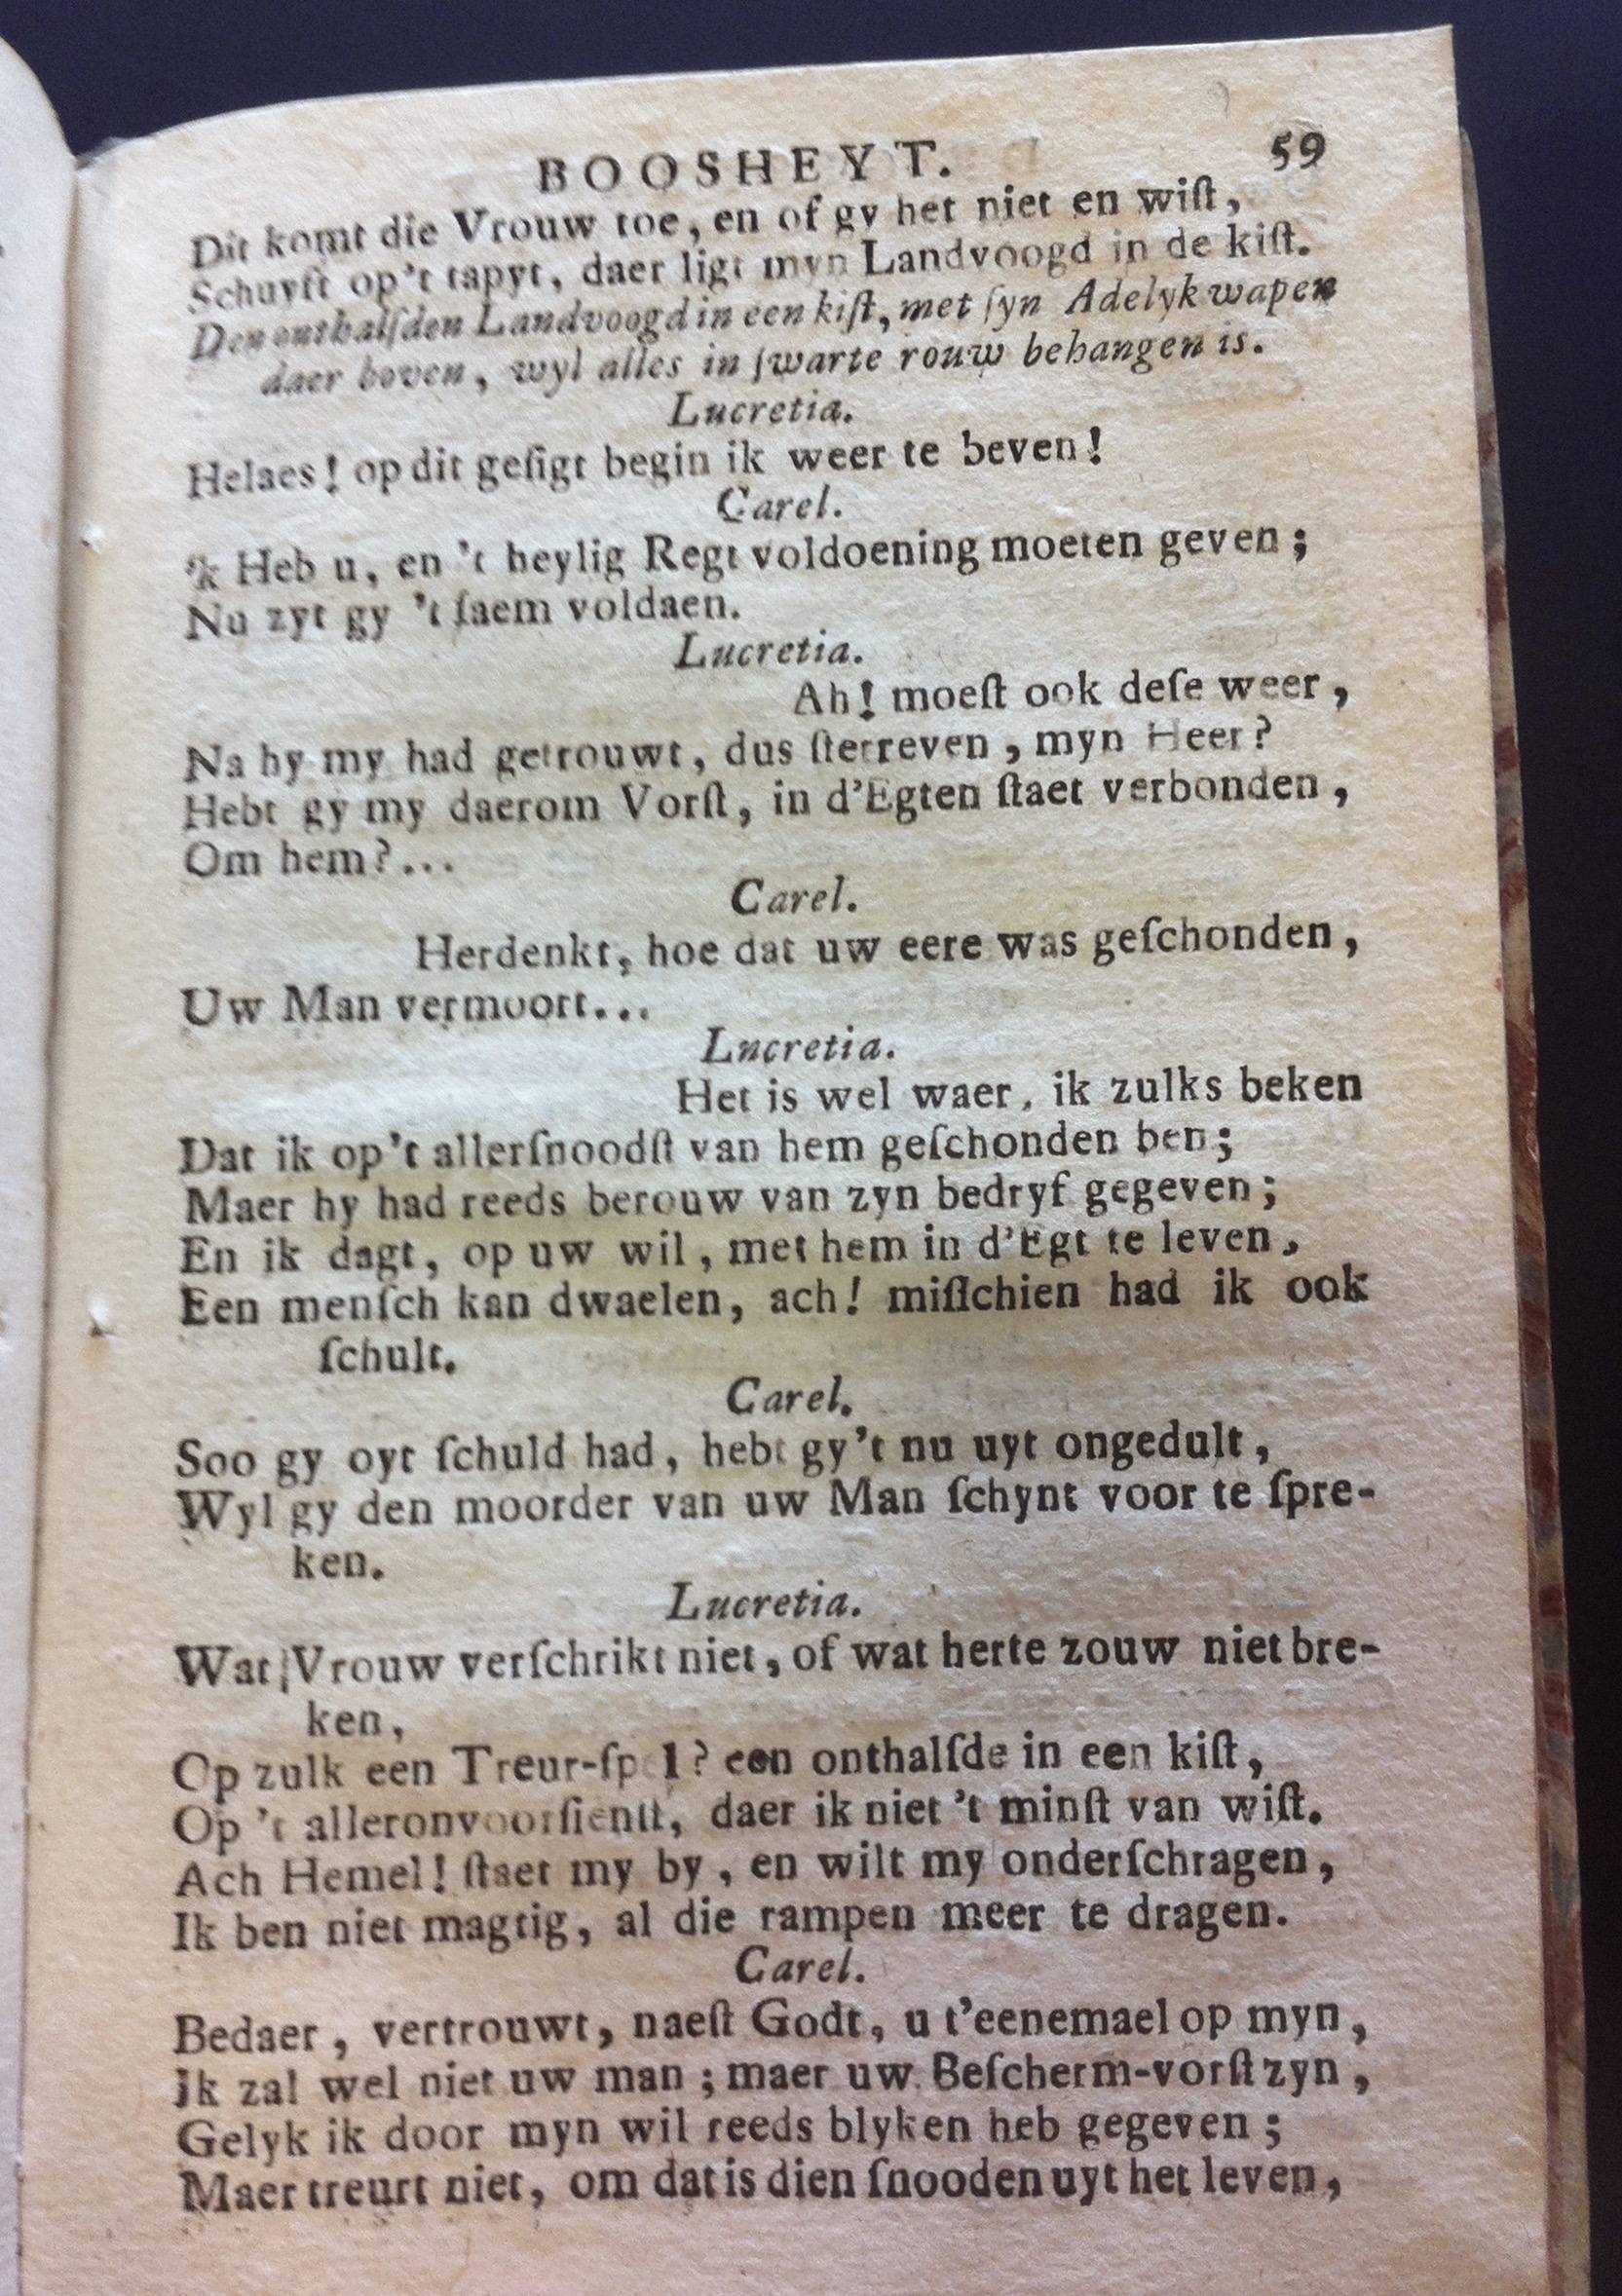 BOOSHEYT. 59
Dit komt die Vrouw toe, en of gy het niet en wiſt,
Schuyft op't tapyt, daer ligt myn Landvoogd in de kiſt.
Den onthalſden Landvoogd in een kiſt, met ſyn Adelyk wapen
daer boven, wyl alles in ſwarte rouw behangen is.
Lucretia.
Helaes! op dit geſigt begin ik weer te beven!
Carel.
'k Heb u, en 't heylig Regt voldoening moeten geven;
Nu zyt gy 't ſaem voldaen.
Lucretia.
Ah! moeſt ook deſe weer,
Na hy my had getrouwt, dus ſterreven, myn Heer?
Hebt gy my daerom Vorſt, in d'Egten ſtaet verbonden,
Om hem?...
Carel.
Herdenkt, hoe dat uw eere was geſchonden,
Uw Man vermoort...
Lncretia.
Het is wel waer, ik zulks beken
Dat ik op't allerſnoodſt van hem geſchonden ben;
Maer hy had reeds berouw van zyn bedryf gegeven;
En ik dagt, op uw wil, met hem in d'Egt te leven,
Een menſch kan dwaelen, ach! miſſchien had ik ook
ſchult.
Carel.
Soo gy oyt ſchuld had, hebt gy't nu uyt ongedult,
Wyl gy den moorder van uw Man ſchynt voor te ſpre-
ken.
Lucretia.
Wat Vrouw verſchrikt niet, of wat herte zouw niet bre-
ken,
Op zulk een Treur-ſpel? een onthalſde in een kiſt,
Op 't alleronvoorſientſt, daer ik niet 't minſt van wiſt.
Ach Hemel! ſtaet my by, en wilt my onderſchragen,
Ik ben niet magtig, al die rampen meer te dragen.
Carel.
Bedaer, vertrouwt, naeſt Godt, u t'eenemael op myn,
Ik zal wel niet uw man; maer uw Beſcherm-vorſt zyn,
Gelyk ik door myn wil reeds blyken heb gegeven;
Maer treurt niet, om dat is dien ſnooden uyt het leven,